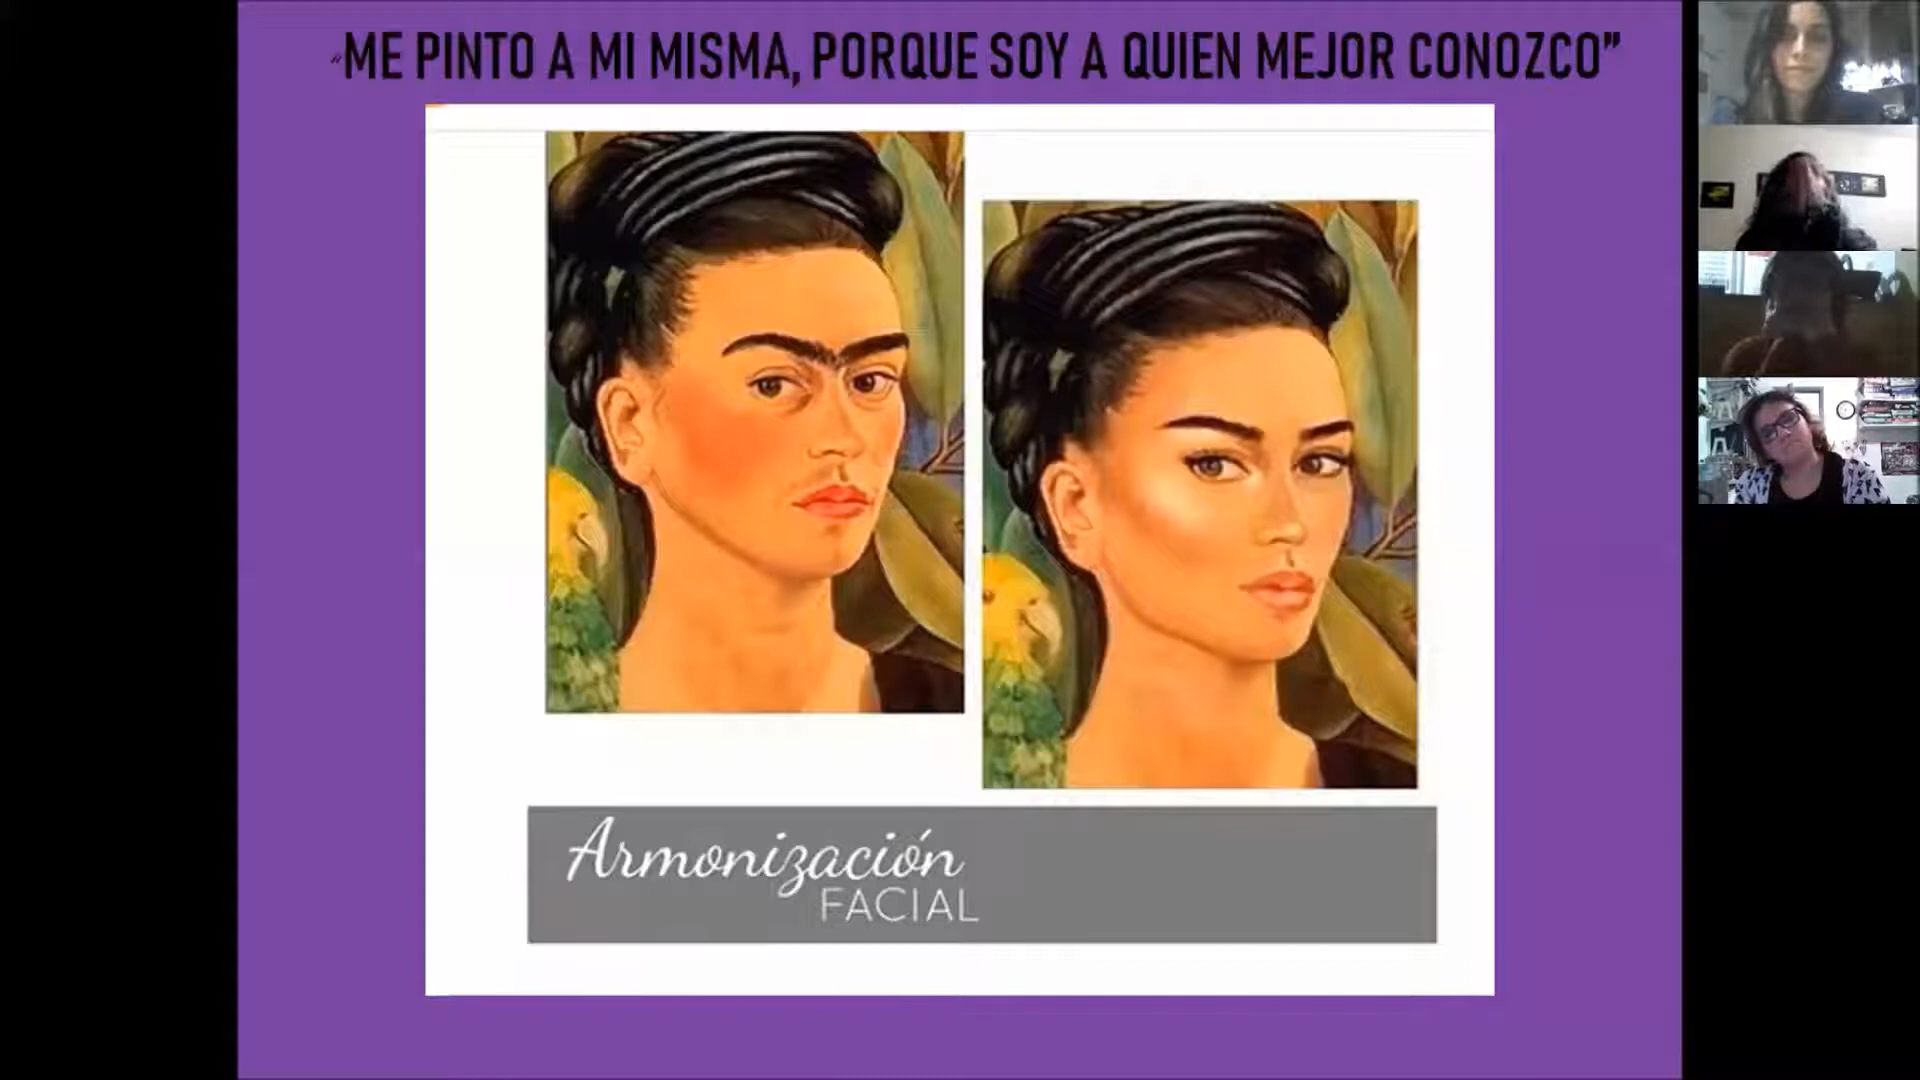 “ME PINTO A MI MISMA, PORQUE SOY A QUIEN MEJOR CONOZCO”
Armonización
FACIAL